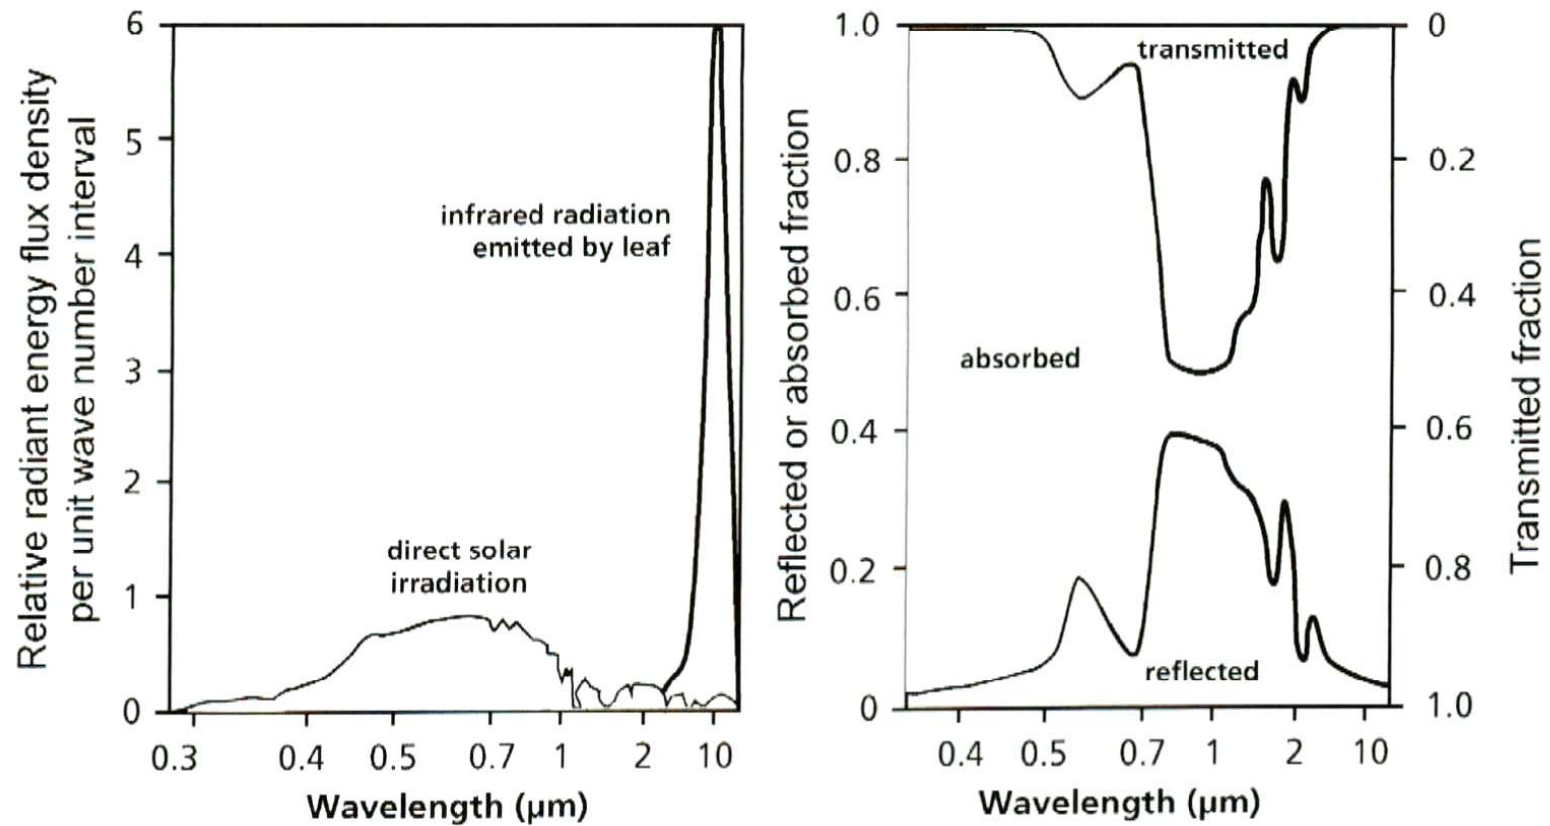 Relative radiant energy flux density
per unit wave number interval
6
5
4
3
2
1
0
infrared radiation
emitted by leaf
direct solar
irradiation
0.3 0.4 0.5 0.7 1 2 10
Wavelength (µm)
Reflected or absorbed fraction
1.0
0.8
0.6
0.4
0.2
0
transmitted
absorbed
reflected
0
0.2
0.4
0.6
0.8
1.0
Transmitted fraction
0.4 0.5 0.7 1 2 10
Wavelength (µm)